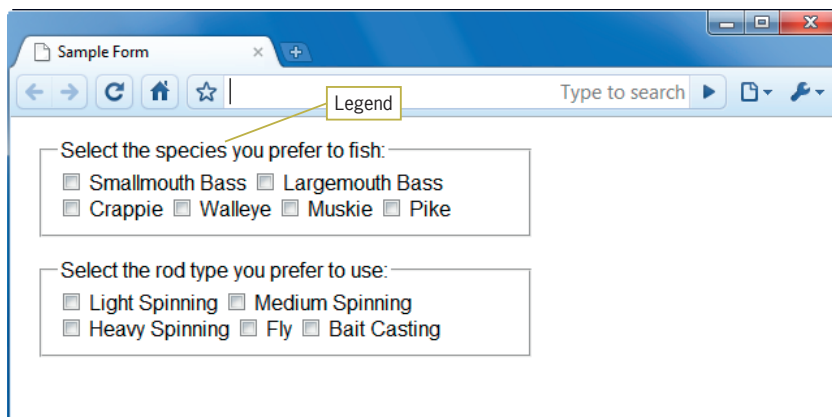 Sample Form
Type to search
Legend
Select the species you prefer to fish:
Smallmouth Bass Largemouth Bass
Crappie Walleye Muskie Pike
Select the rod type you prefer to use:
Light Spinning Medium Spinning
Heavy Spinning Fly Bait Casting